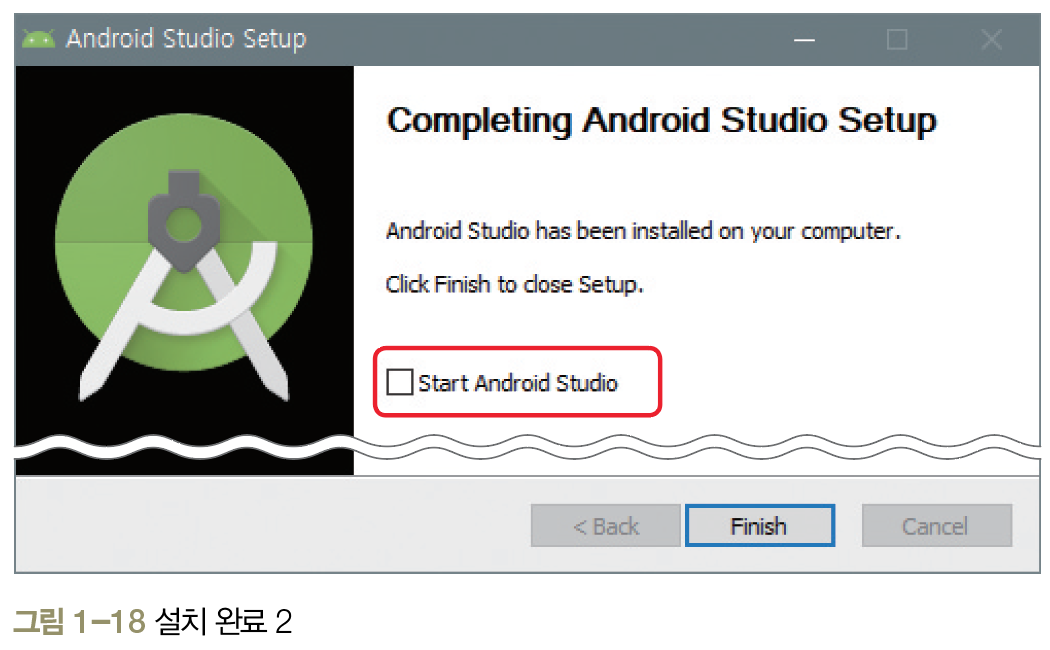 Android Studio Setup
Completing Android Studio Setup
Android Studio has been installed on your computer.
Click Finish to close Setup.
Start Android Studio
< Back
Finish
Cancel
그림 1-18 설치 완료 2